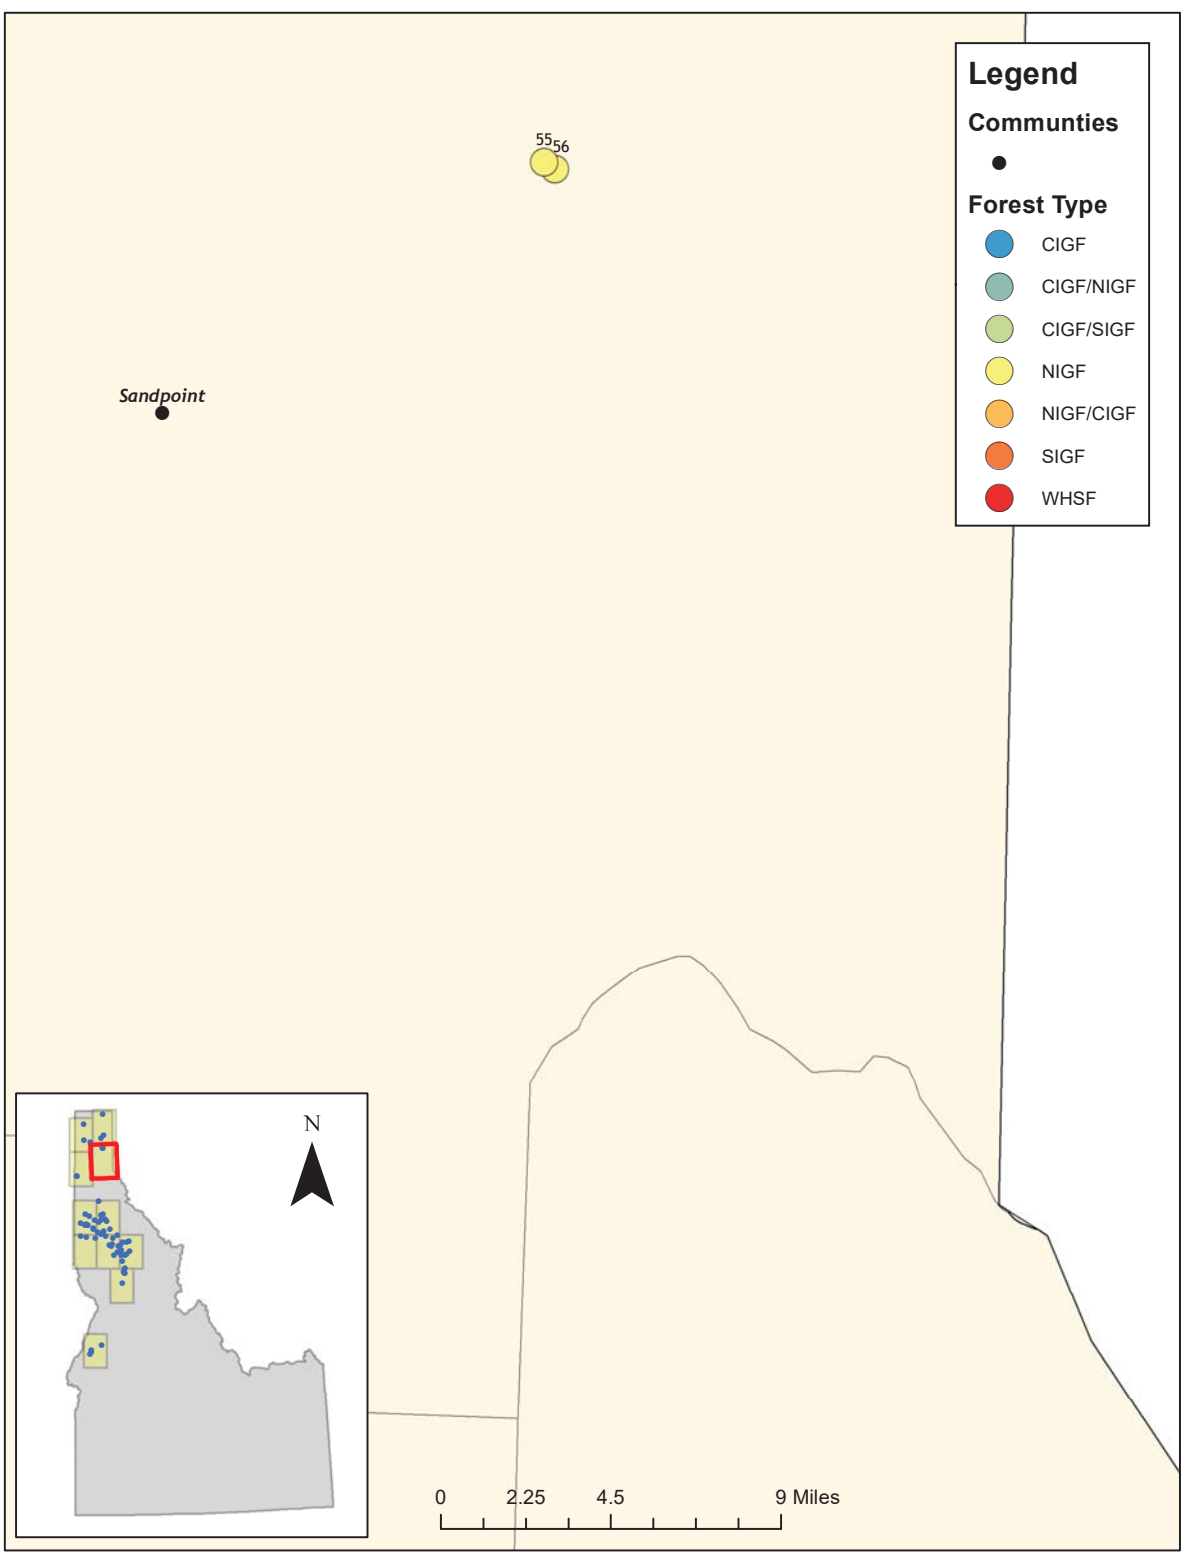 55
56
Sandpoint
Legend
Communties
Forest Type
CIGF
CIGF/NIGF
CIGF/SIGF
NIGF
NIGF/CIGF
SIGF
WHSF
N
0 2.25 4.5 9 Miles